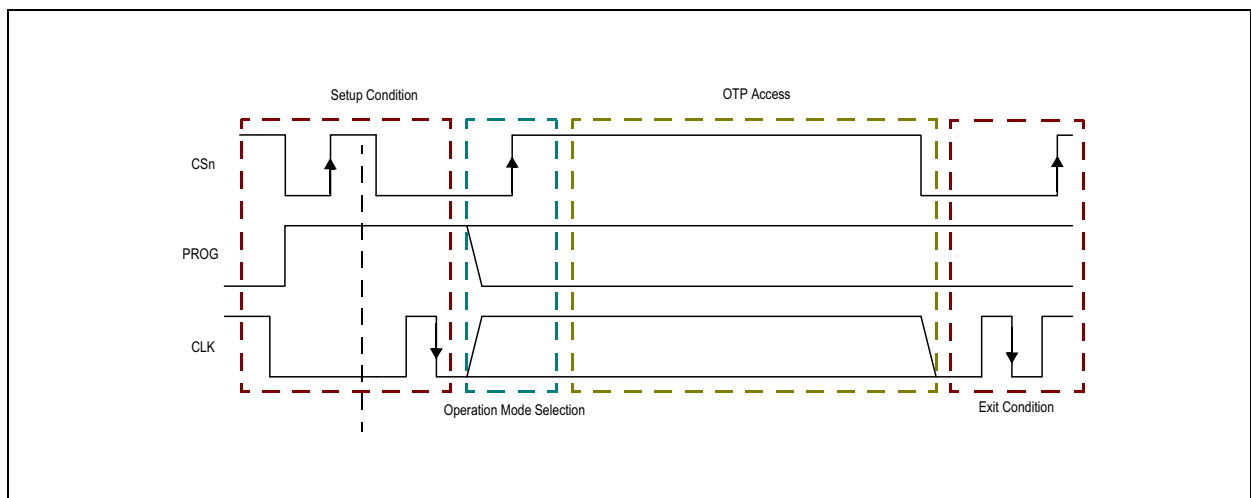 Setup Condition
OTP Access
CSn
PROG
CLK
Operation Mode Selection
Exit Condition